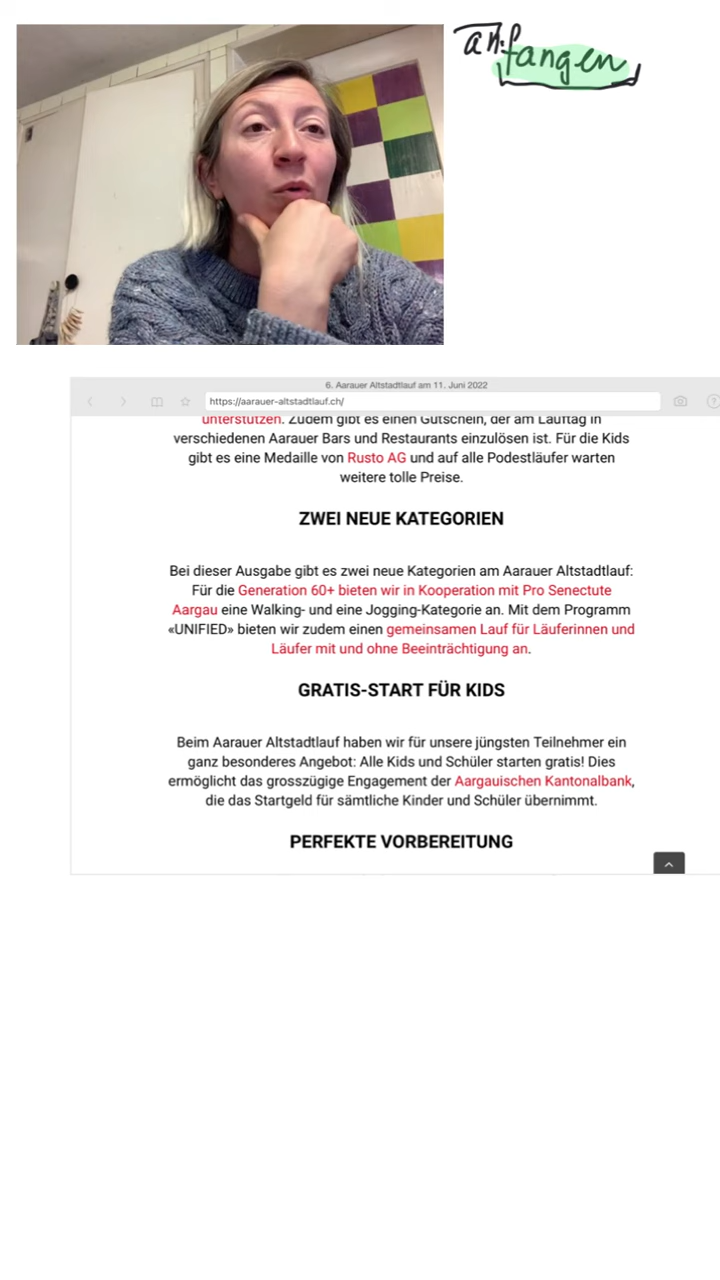 an.fangen
6. Aarauer Altstadtlauf am 11. Juni 2022
https://aarauer-altstadtlauf.ch/
unterstützen. Zudem gibt es einen Gutschein, der am Lauftag in
verschiedenen Aarauer Bars und Restaurants einzulösen ist. Für die Kids
gibt es eine Medaille von Rusto AG und auf alle Podestläufer warten
weitere tolle Preise.
ZWEI NEUE KATEGORIEN
Bei dieser Ausgabe gibt es zwei neue Kategorien am Aarauer Altstadtlauf:
Für die Generation 60+ bieten wir in Kooperation mit Pro Senectute
Aargau eine Walking- und eine Jogging-Kategorie an. Mit dem Programm
«UNIFIED» bieten wir zudem einen gemeinsamen Lauf für Läuferinnen und
Läufer mit und ohne Beeinträchtigung an.
GRATIS-START FÜR KIDS
Beim Aarauer Altstadtlauf haben wir für unsere jüngsten Teilnehmer ein
ganz besonderes Angebot: Alle Kids und Schüler starten gratis! Dies
ermöglicht das grosszügige Engagement der Aargauischen Kantonalbank,
die das Startgeld für sämtliche Kinder und Schüler übernimmt.
PERFEKTE VORBEREITUNG